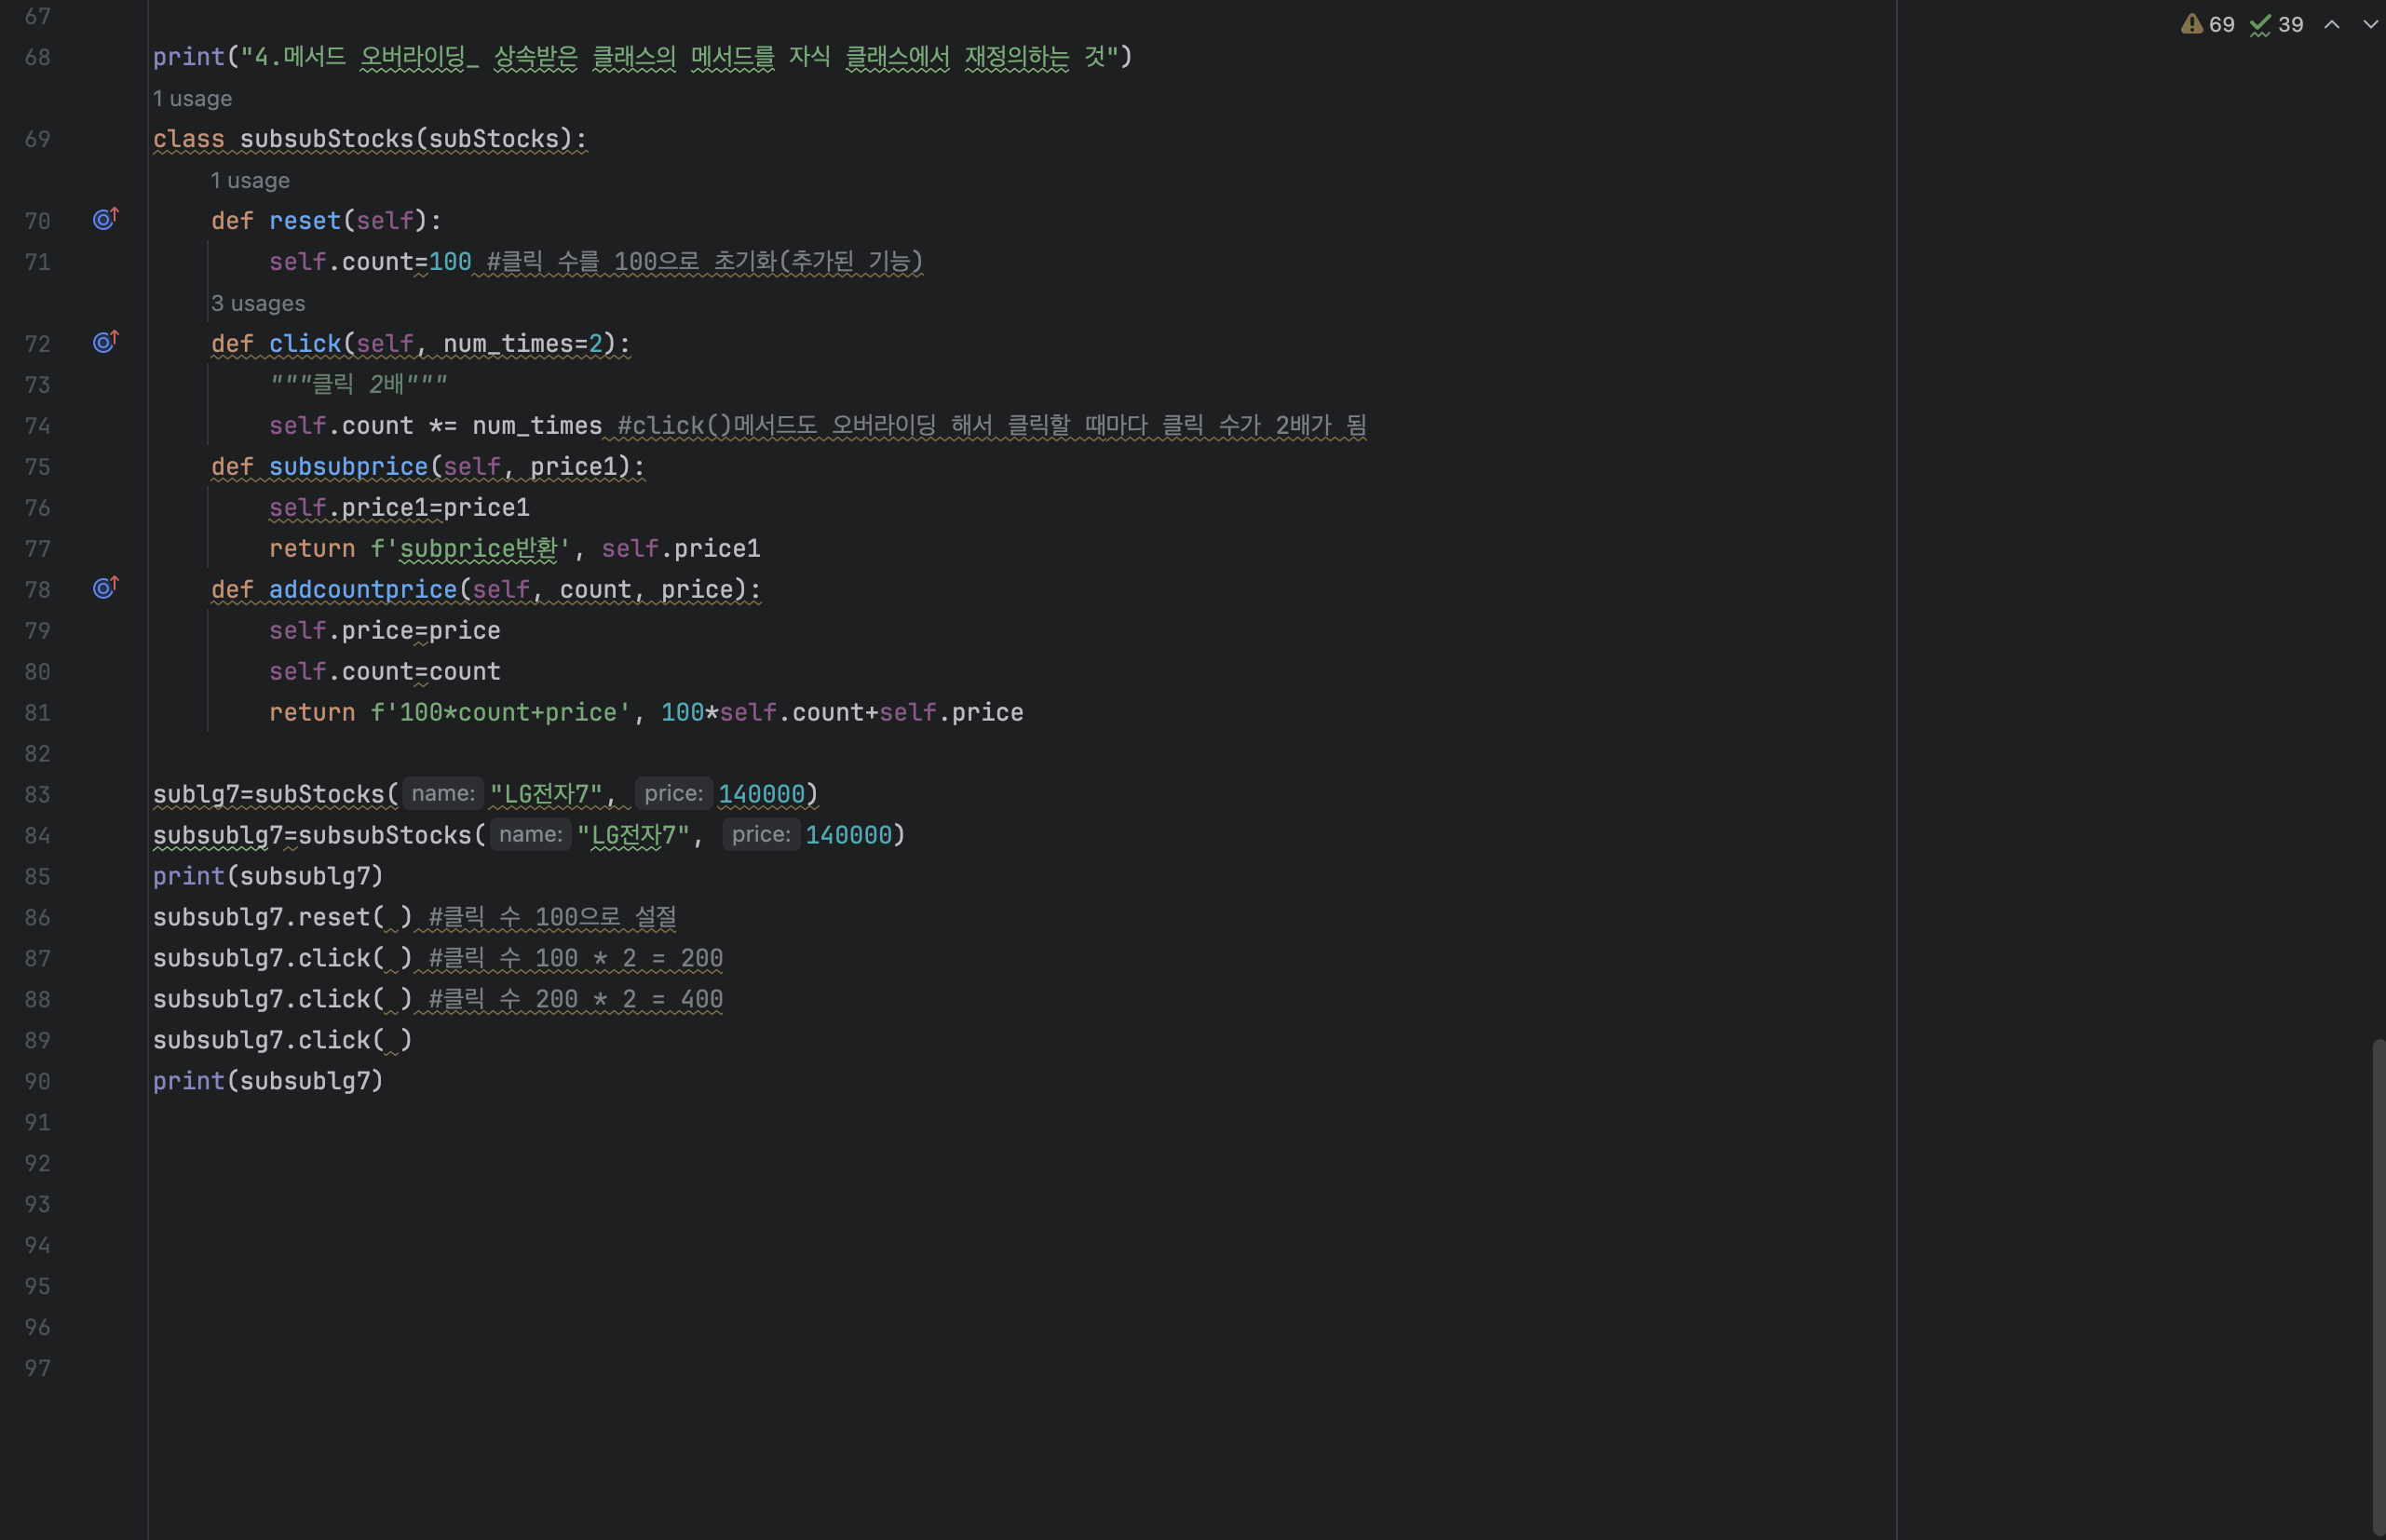 67
69 39
68 print("4.메서드 오버라이딩_ 상속받은 클래스의 메서드를 자식 클래스에서 재정의하는 것")
1 usage
69 class subsubStocks(subStocks):
1 usage
70 def reset(self):
71 self.count=100 #클릭 수를 100으로 초기화(추가된 기능)
3 usages
72 def click(self, num_times=2):
73 """클릭 2배"""
74 self.count *= num_times #click()메서드도 오버라이딩 해서 클릭할 때마다 클릭 수가 2배가 됨
75 def subsubprice(self, price1):
76 self.price1=price1
77 return f'subprice반환', self.price1
78 def addcountprice(self, count, price):
79 self.price=price
80 self.count=count
81 return f'100*count+price', 100*self.count+self.price
82
83 sublg7=subStocks( name: "LG전자7", price: 140000)
84 subsublg7=subsubStocks( name: "LG전자7", price: 140000)
85 print(subsublg7)
86 subsublg7.reset( ) #클릭 수 100으로 설절
87 subsublg7.click( ) #클릭 수 100 * 2 = 200
88 subsublg7.click( ) #클릭 수 200 * 2 = 400
89 subsublg7.click( )
90 print(subsublg7)
91
92
93
94
95
96
97